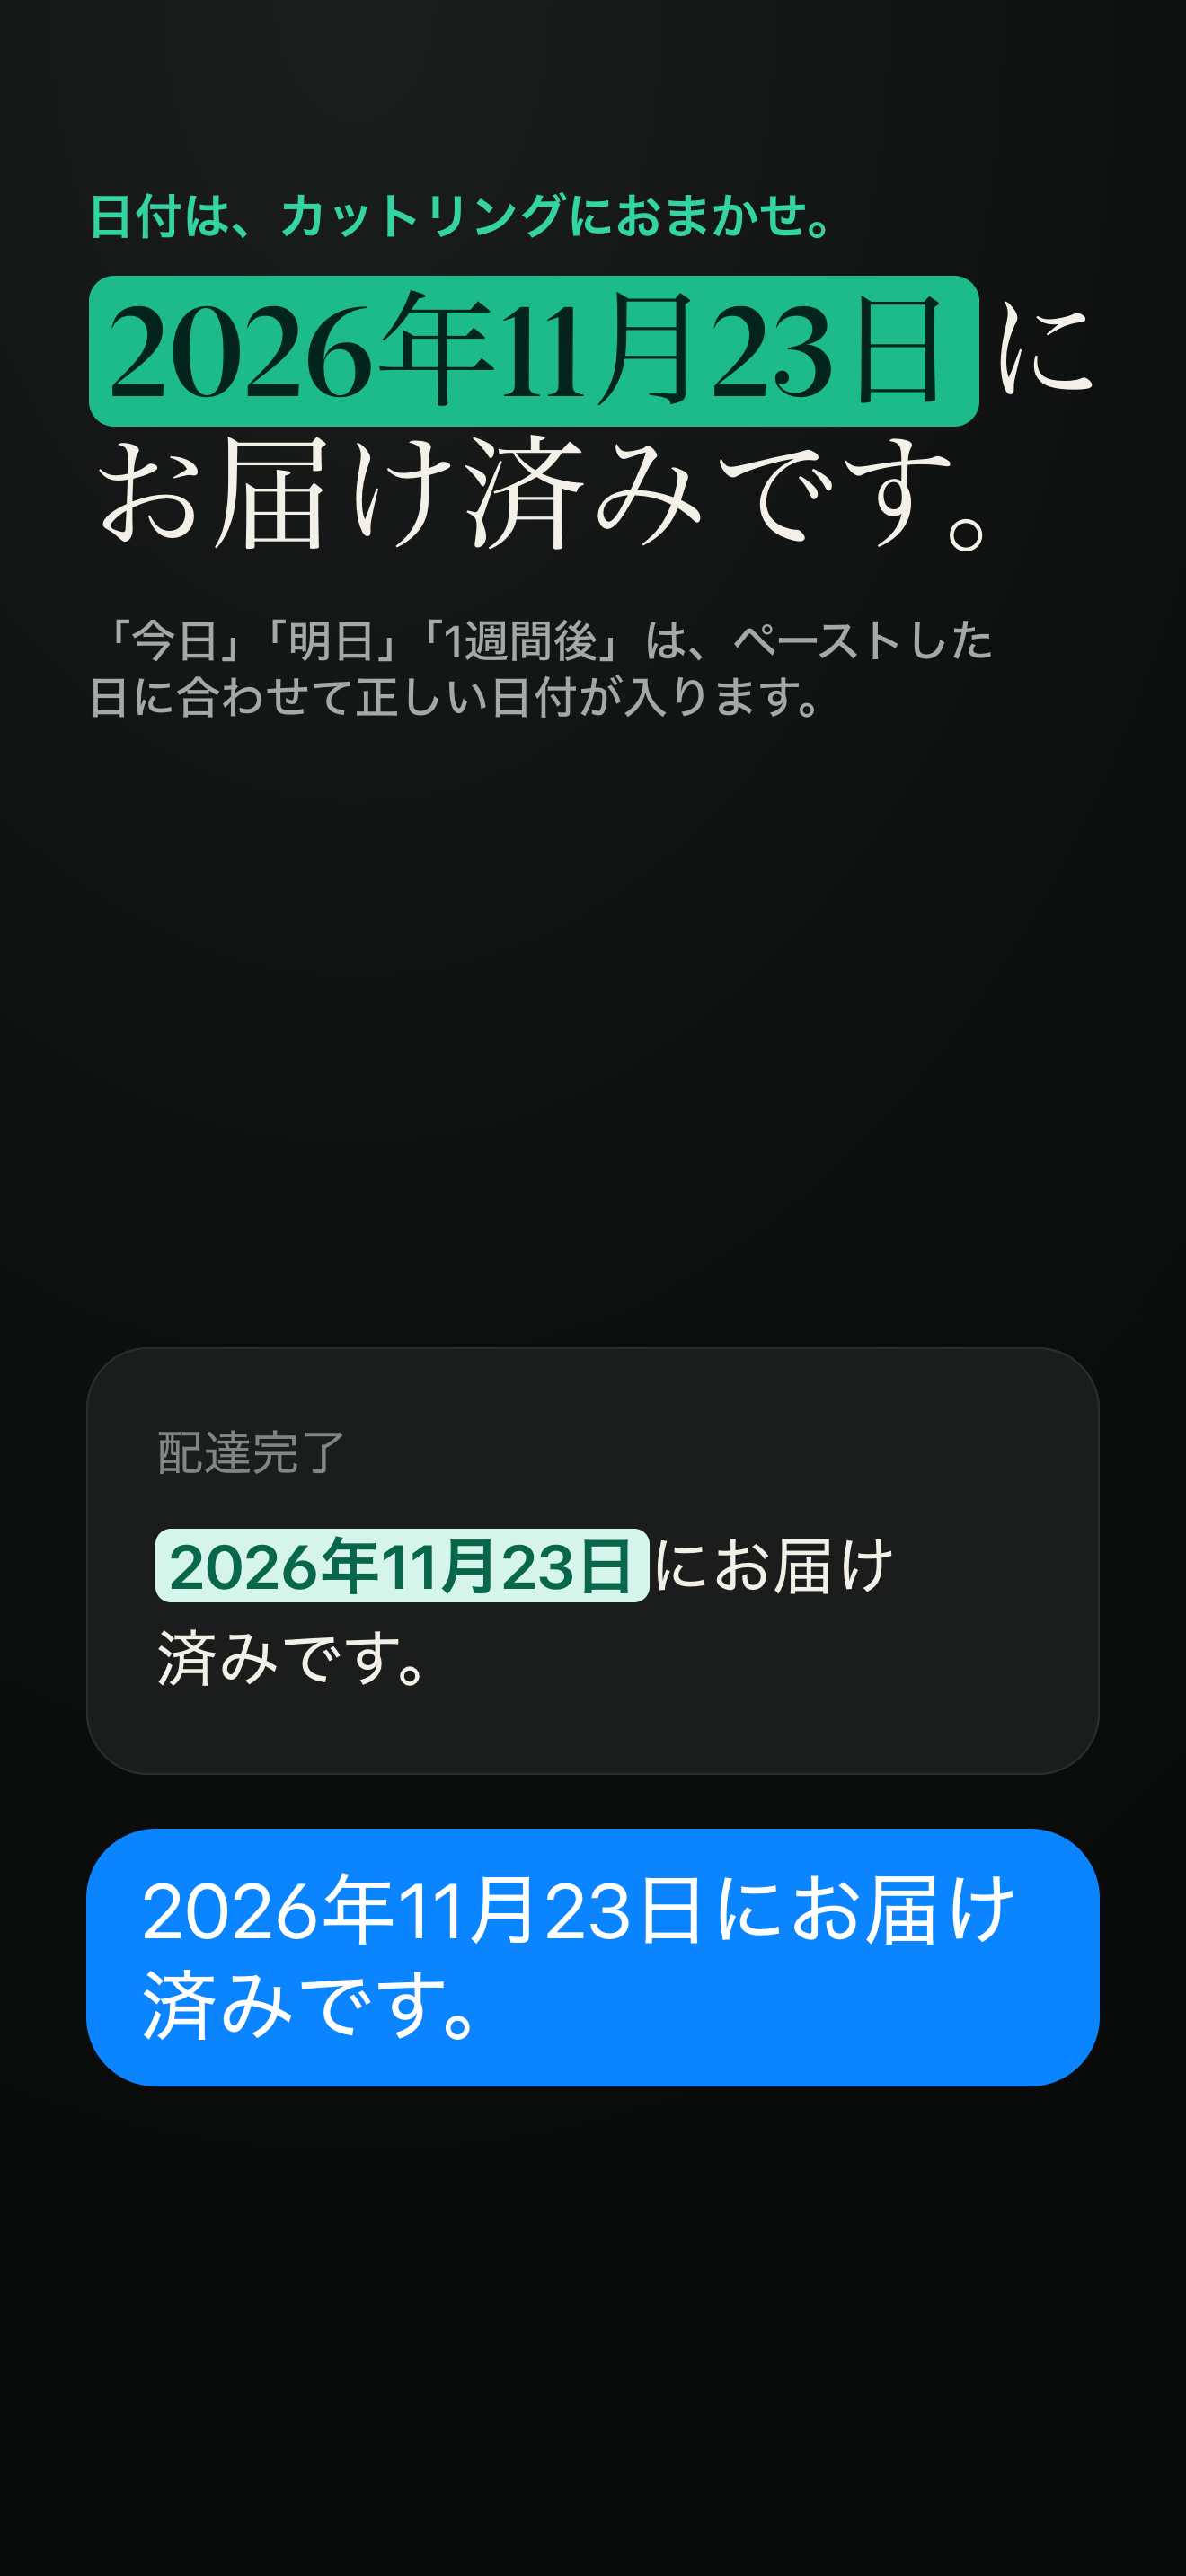 日付は、カットリングにおまかせ。
2026年11月23日に
お届け済みです。
「今日」「明日」「1週間後」は、ペーストした
日に合わせて正しい日付が入ります。
配達完了
2026年11月23日にお届け
済みです。
2026年11月23日にお届け
済みです。